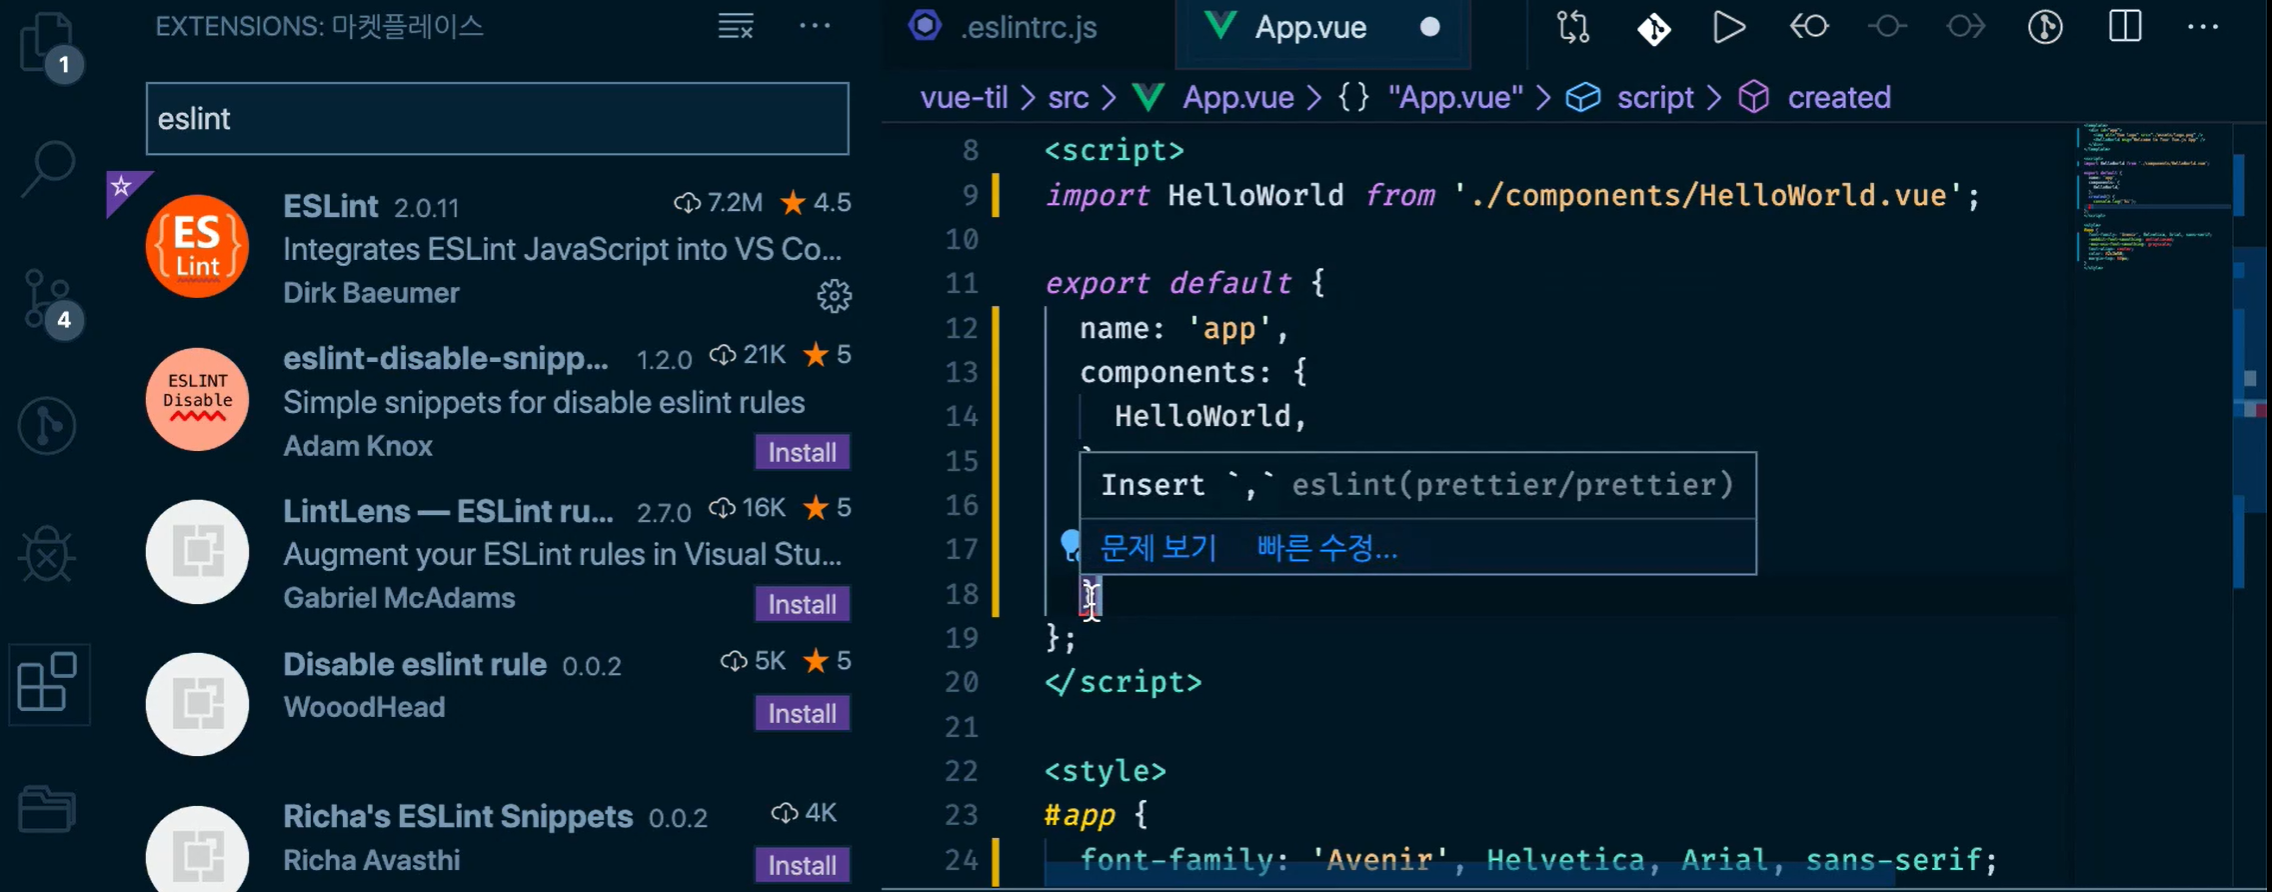 EXTENSIONS: 마켓플레이스
1
eslint
ESLint 2.0.11 7.2M 4.5
Integrates ESLint JavaScript into VS Co...
Dirk Baeumer
ES
Lint
4
eslint-disable-snipp... 1.2.0 21K 5
Simple snippets for disable eslint rules
Adam Knox
Install
ESLINT
Disable
LintLens — ESLint ru... 2.7.0 16K 5
Augment your ESLint rules in Visual Stu...
Gabriel McAdams
Install
Disable eslint rule 0.0.2 5K 5
WooodHead
Install
Richa's ESLint Snippets 0.0.2 4K
Richa Avasthi
Install
.eslintrc.js App.vue
vue-til > src > App.vue > {} "App.vue" > script > created
8 <script>
9 import HelloWorld from './components/HelloWorld.vue';
10
11 export default {
12 name: 'app',
13 components: {
14 HelloWorld,
15
16
17
18 }
19 };
20 </script>
21
22 <style>
23 #app {
24 font-family: 'Avenir', Helvetica, Arial, sans-serif;
Insert `,` eslint(prettier/prettier)
문제 보기 빠른 수정...